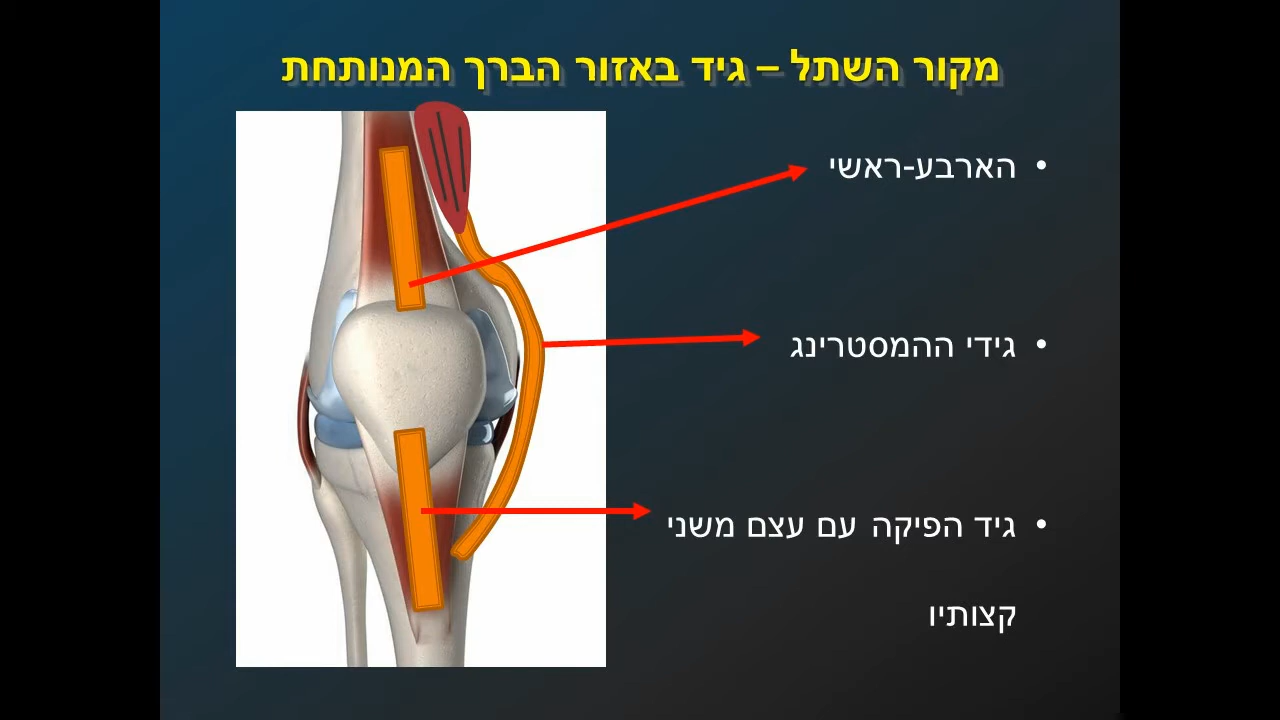 מקור השתל – גיד באזור הברך המנותחת
• הארבע-ראשי
• גידי ההמסטרינג
• גיד הפיקה עם עצם משני
קצותיו